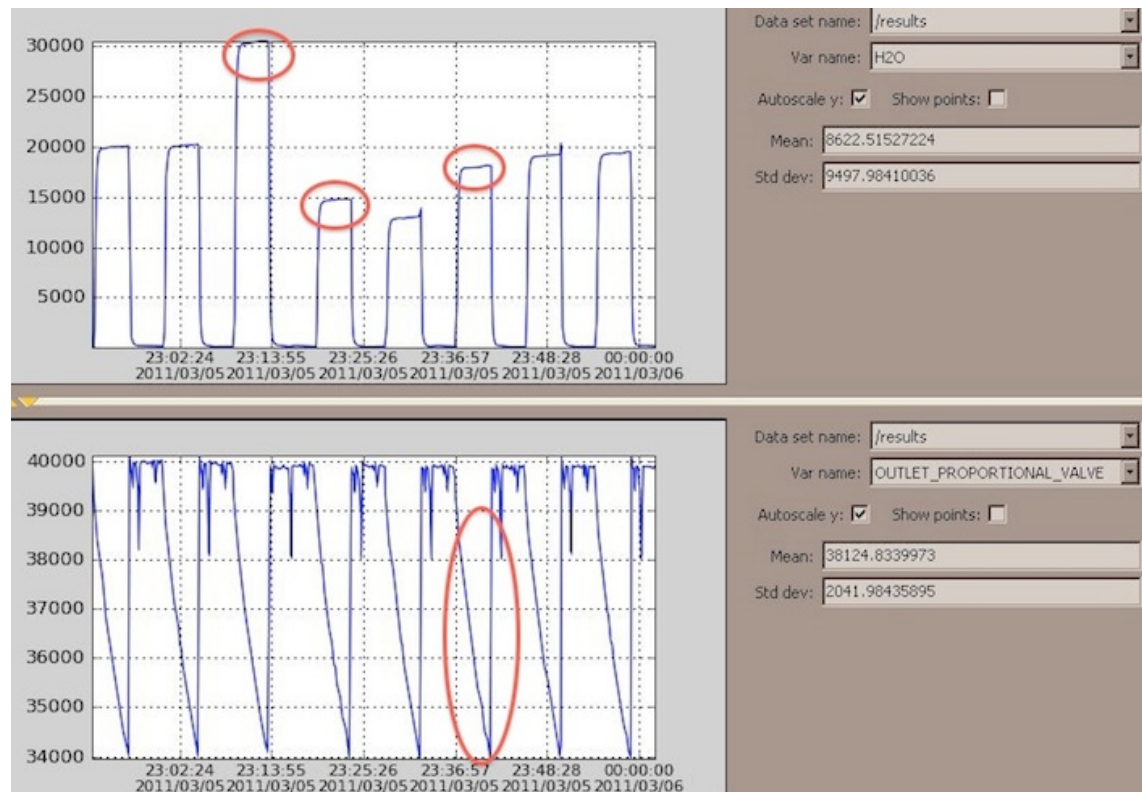 30000
25000
20000
15000
10000
5000
23:02:24 23:13:55 23:25:26 23:36:57 23:48:28 00:00:00
2011/03/05 2011/03/05 2011/03/05 2011/03/05 2011/03/05 2011/03/06
Data set name: /results
Var name: H2O
Autoscale y: Show points:
Mean: 8622.51527224
Std dev: 9497.98410036
40000
39000
38000
37000
36000
35000
34000
23:02:24 23:13:55 23:25:26 23:36:57 23:48:28 00:00:00
2011/03/05 2011/03/05 2011/03/05 2011/03/05 2011/03/05 2011/03/06
Data set name: /results
Var name: OUTLET_PROPORTIONAL_VALVE
Autoscale y: Show points:
Mean: 38124.8339973
Std dev: 2041.98435895